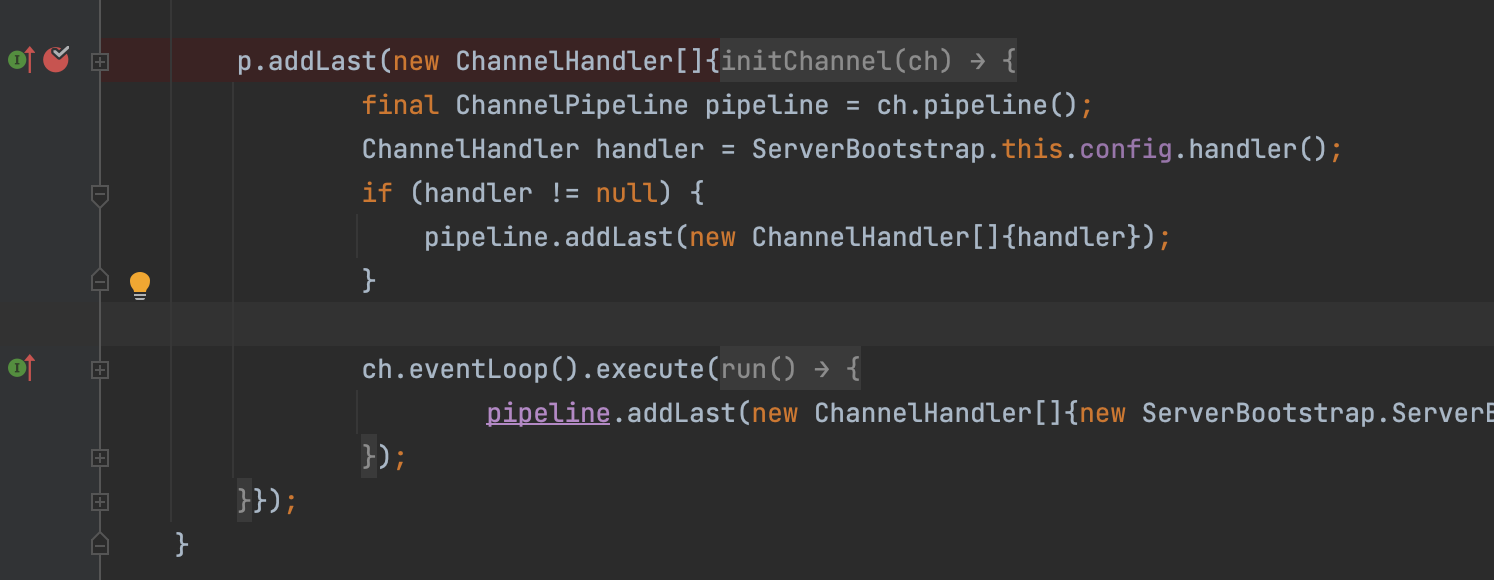 p.addLast(new ChannelHandler[]{initChannel(ch) → {
final ChannelPipeline pipeline = ch.pipeline();
ChannelHandler handler = ServerBootstrap.this.config.handler();
if (handler != null) {
pipeline.addLast(new ChannelHandler[]{handler});
}
ch.eventLoop().execute(run() → {
pipeline.addLast(new ChannelHandler[]{new ServerBootstrap.Server
});
}});
}